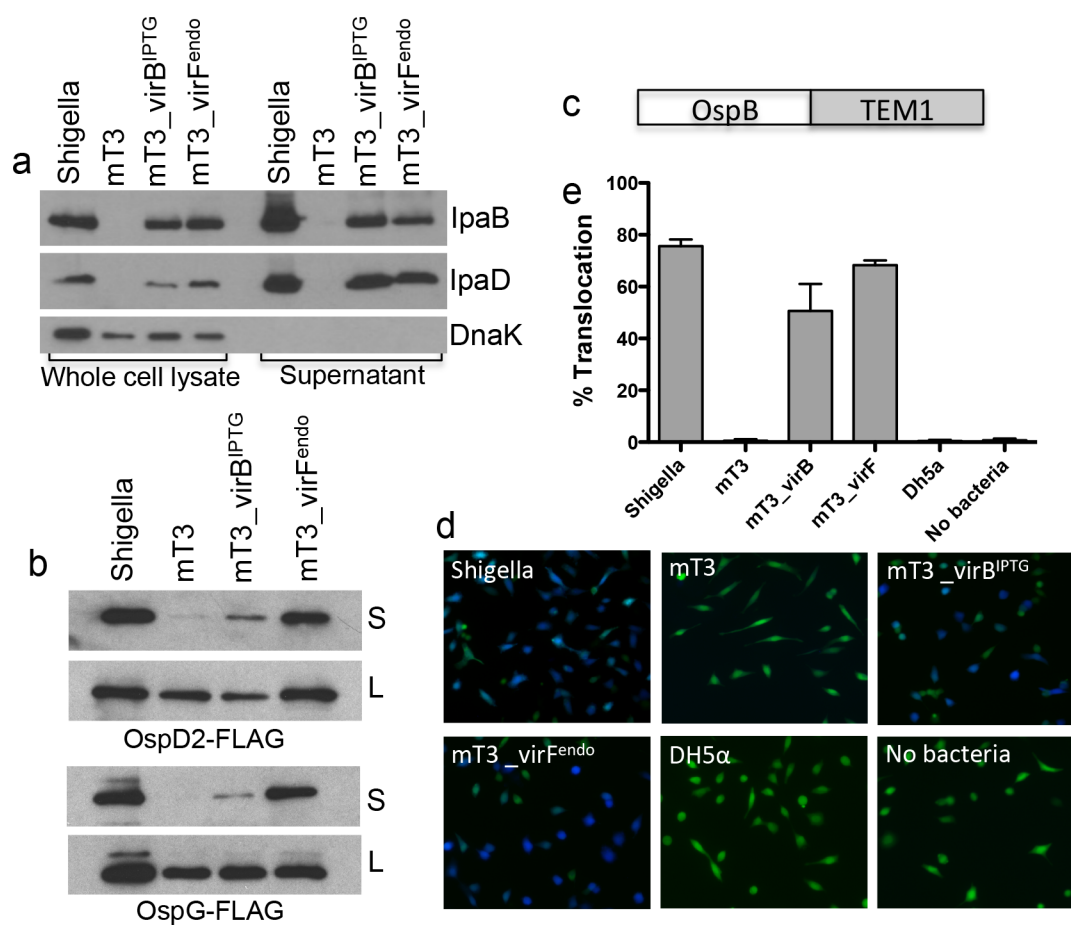 a
Shigella
mT3
mT3_virB^IPTG
mT3_virF^endo
Shigella
mT3
mT3_virB^IPTG
mT3_virF^endo
IpaB
IpaD
DnaK
Whole cell lysate
Supernatant
b
Shigella
mT3
mT3_virB^IPTG
mT3_virF^endo
S
L
OspD2-FLAG
S
L
OspG-FLAG
c
OspB
TEM1
e
% Translocation
100
80
60
40
20
0
Shigella
mT3
mT3_virB
mT3_virF
Dh5a
No bacteria
d
Shigella
mT3
mT3 _virB^IPTG
mT3 _virF^endo
DH5α
No bacteria